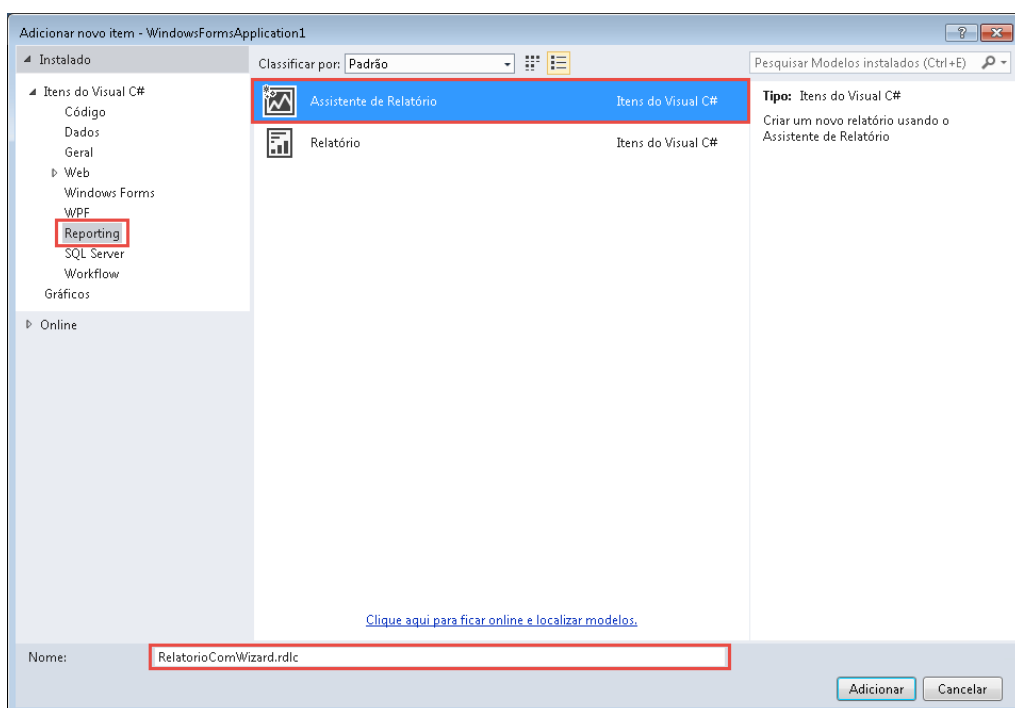 Adicionar novo item - WindowsFormsApplication1
Instalado
Classificar por: Padrão
Pesquisar Modelos instalados (Ctrl+E)
Itens do Visual C#
Código
Dados
Geral
Web
Windows Forms
WPF
Reporting
SQL Server
Workflow
Gráficos
Online
Assistente de Relatório Itens do Visual C#
Relatório Itens do Visual C#
Tipo: Itens do Visual C#
Criar um novo relatório usando o
Assistente de Relatório
Clique aqui para ficar online e localizar modelos.
Nome: RelatorioComWizard.rdlc
Adicionar Cancelar